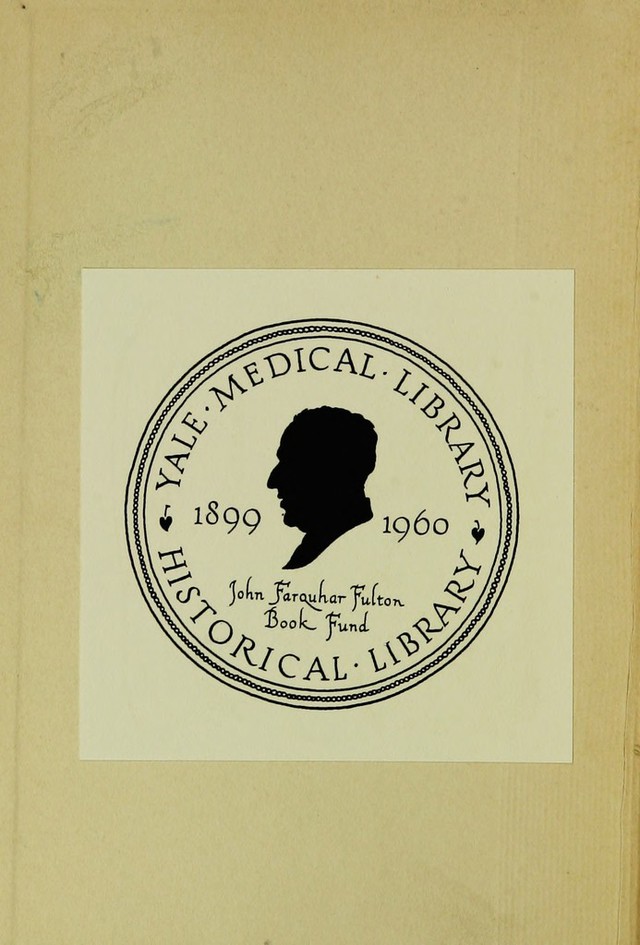 YALE · MEDICAL · LIBRARY
1899 1960
John Farquhar Fulton
Book Fund
HISTORICAL · LIBRARY